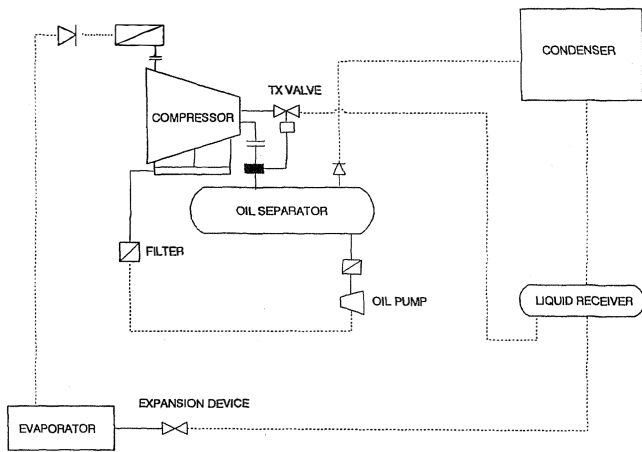 CONDENSER
TX VALVE
COMPRESSOR
OIL SEPARATOR
FILTER
OIL PUMP
LIQUID RECEIVER
EXPANSION DEVICE
EVAPORATOR